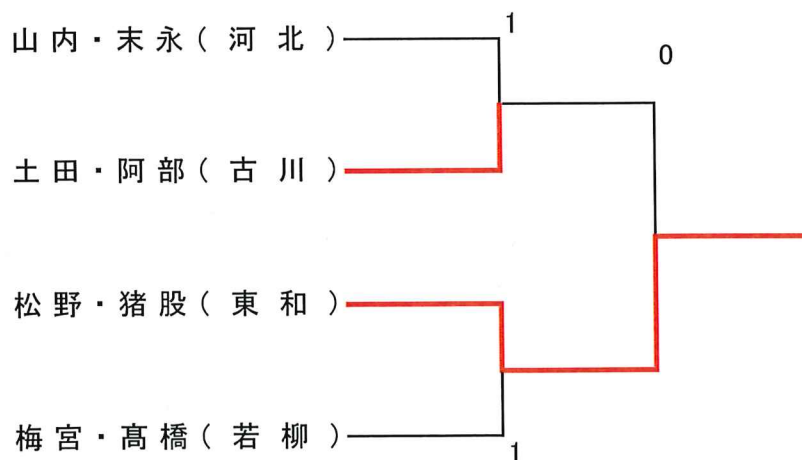 山内・末永(河北)
1
0
土田・阿部(古川)
松野・猪股(東和)
梅宮・髙橋(若柳)
1